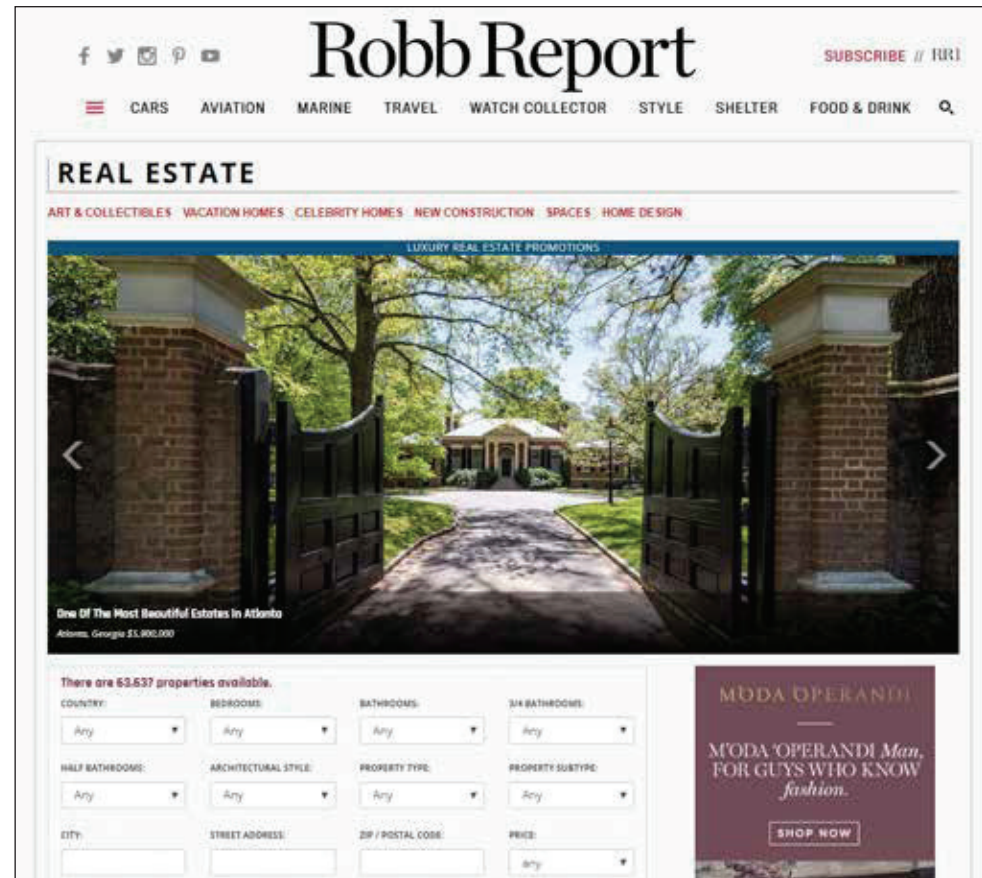 Robb Report
SUBSCRIBE // RR1
CARS AVIATION MARINE TRAVEL WATCH COLLECTOR STYLE SHELTER FOOD & DRINK
REAL ESTATE
ART & COLLECTIBLES VACATION HOMES CELEBRITY HOMES NEW CONSTRUCTION SPACES HOME DESIGN
LUXURY REAL ESTATE PROMOTIONS
One Of The Most Beautiful Estates In Atlanta
Atlanta, Georgia $5,900,000
There are 63,637 properties available.
COUNTRY: BEDROOMS: BATHROOMS: 3/4 BATHROOMS:
Any Any Any Any
HALF BATHROOMS: ARCHITECTURAL STYLE: PROPERTY TYPE: PROPERTY SUBTYPE:
Any Any Any Any
CITY: STREET ADDRESS: ZIP / POSTAL CODE: PRICE:
Any
MODA OPERANDI
M'ODA 'OPERANDI Man,
FOR GUYS WHO KNOW
fashion.
SHOP NOW